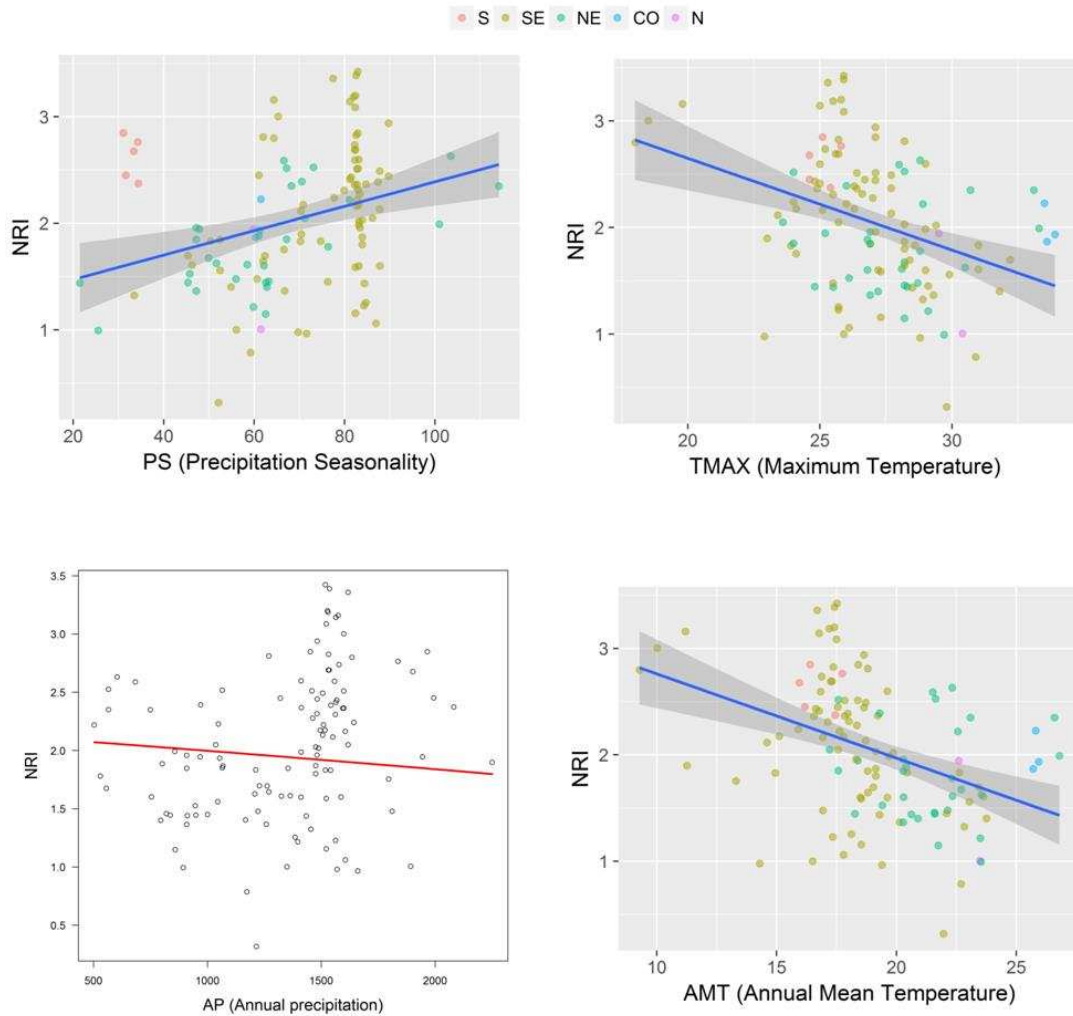 S SE NE CO N
NRI
3
2
1
20 40 60 80 100
PS (Precipitation Seasonality)
NRI
3
2
1
20 25 30
TMAX (Maximum Temperature)
NRI
3.5
3.0
2.5
2.0
1.5
1.0
0.5
500 1000 1500 2000
AP (Annual precipitation)
NRI
3
2
1
10 15 20 25
AMT (Annual Mean Temperature)